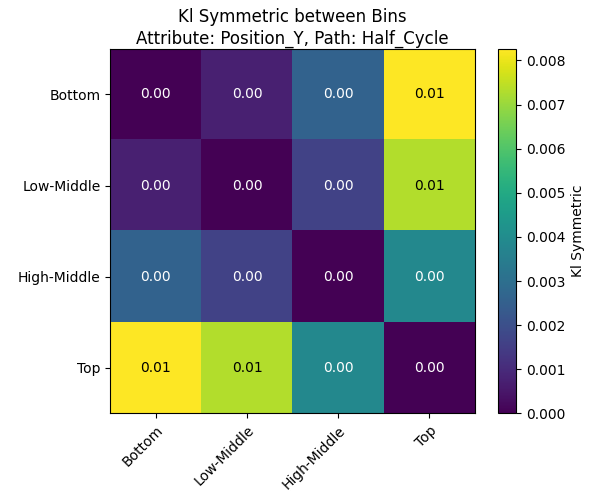 Kl Symmetric between Bins
Attribute: Position_Y, Path: Half_Cycle
Bottom 0.00 0.00 0.00 0.01
Low-Middle 0.00 0.00 0.00 0.01
High-Middle 0.00 0.00 0.00 0.00
Top 0.01 0.01 0.00 0.00
Bottom Low-Middle High-Middle Top
0.008
0.007
0.006
0.005
0.004
0.003
0.002
0.001
0.000
Kl Symmetric